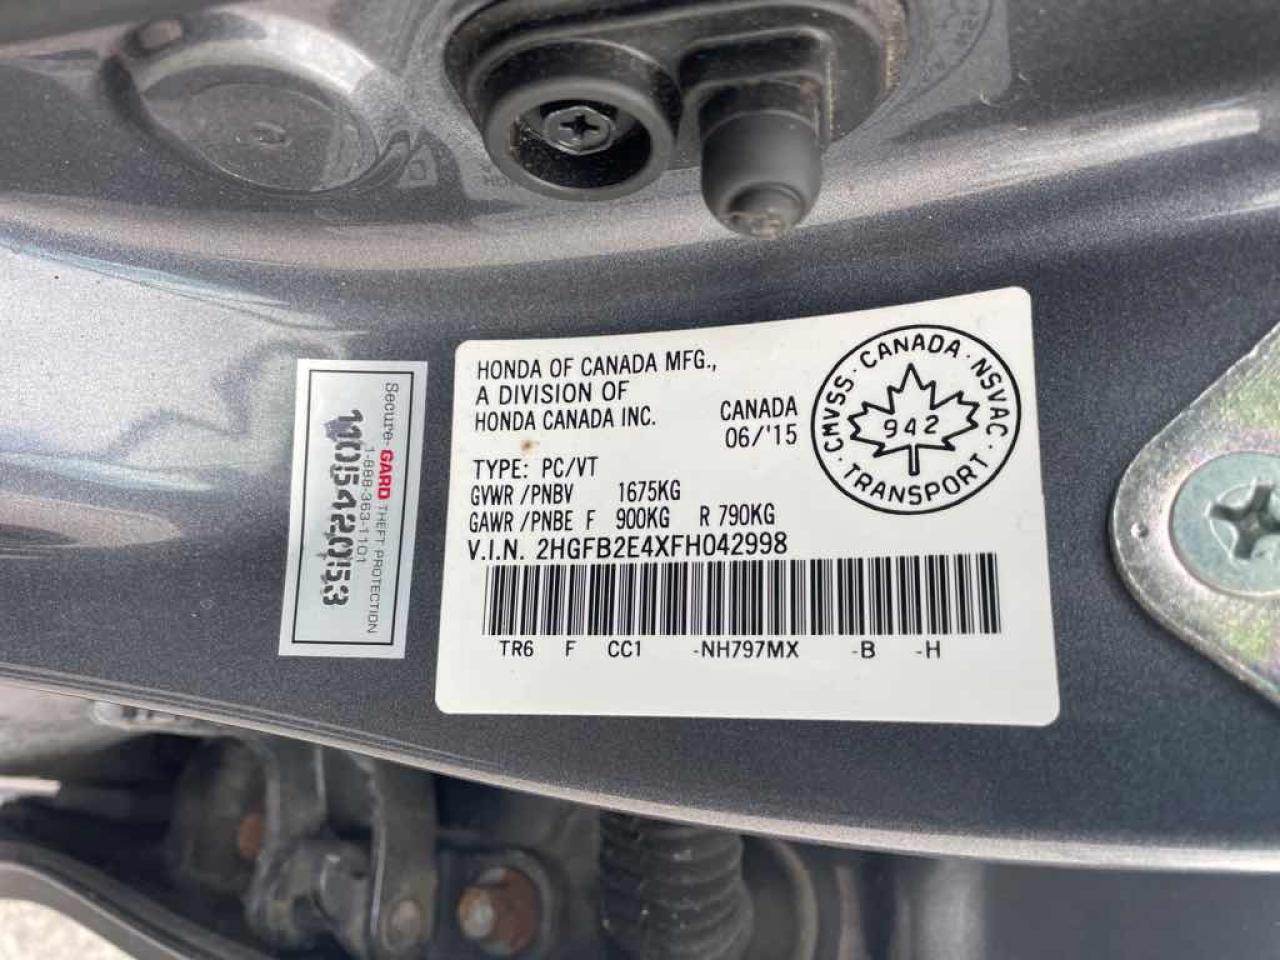 Secure-GARD THEFT PROTECTION
1-888-363-1101
1105420153
HONDA OF CANADA MFG.,
A DIVISION OF
HONDA CANADA INC.
CANADA
06/'15
TYPE: PC/VT
GVWR /PNBV 1675KG
GAWR /PNBE F 900KG R 790KG
V.I.N. 2HGFB2E4XFH042998
TR6 F CC1 -NH797MX -B -H
CMVSS · CANADA · NSVAC
· TRANSPORT ·
942